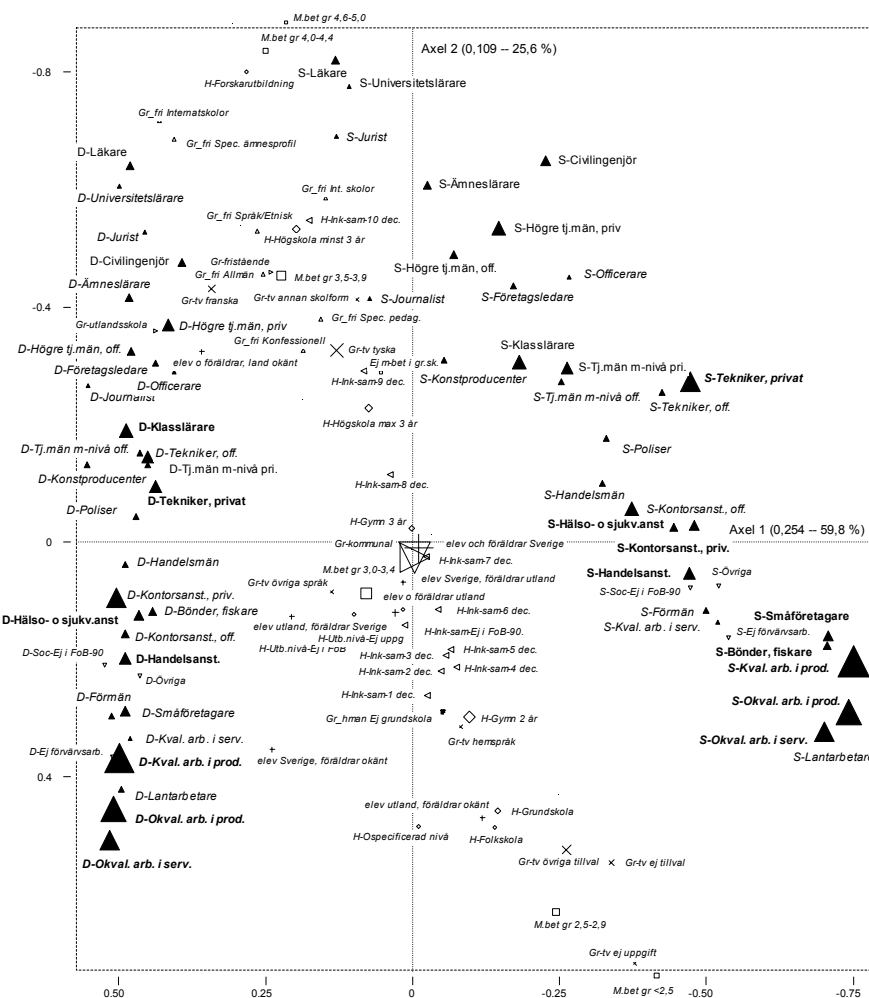 M.bet gr 4,6-5,0
M.bet gr 4,0-4,4
Axel 2 (0,109 -- 25,6 %)
-0.8
S-Läkare
H-Forskarutbildning
S-Universitetslärare
Gr_fri Internatskolor
Gr_fri Spec. ämnesprofil
S-Jurist
D-Läkare
S-Civilingenjör
D-Universitetslärare
S-Ämneslärare
Gr_fri Int. skolor
Gr_fri Språk/Etnisk
H-Ink-sam-10 dec.
D-Jurist
H-Högskola minst 3 år
S-Högre tj.män, priv
D-Civilingenjör
Gr-fristående
S-Högre tj.män, off.
Gr_fri Allmän
M.bet gr 3,5-3,9
S-Officerare
D-Ämneslärare
Gr-tv franska
Gr-tv annan skolform
S-Journalist
S-Företagsledare
-0.4
Gr-utlandsskola
D-Högre tj.män, priv
Gr_fri Spec. pedag.
Gr_fri Konfessionell
S-Klasslärare
D-Högre tj.män, off.
Gr-tv tyska
elev o föräldrar, land okänt
Ej m-bet i gr.sk.
S-Tj.män m-nivå pri.
D-Företagsledare
H-Ink-sam-9 dec.
S-Konstproducenter
S-Tekniker, privat
D-Officerare
D-Journalist
S-Tj.män m-nivå off.
S-Tekniker, off.
H-Högskola max 3 år
D-Klasslärare
D-Tj.män m-nivå off.
D-Tekniker, off.
S-Poliser
D-Tj.män m-nivå pri.
D-Konstproducenter
H-Ink-sam-8 dec.
D-Tekniker, privat
S-Handelsmän
D-Poliser
S-Kontorsanst., off.
H-Gymn 3 år
S-Hälso- o sjukv.anst
Axel 1 (0,254 -- 59,8 %)
0
Gr-kommunal
elev och föräldrar Sverige
S-Kontorsanst., priv.
D-Handelsmän
H-Ink-sam-7 dec.
M.bet gr 3,0-3,4
S-Handelsanst.
S-Övriga
Gr-tv övriga språk
elev Sverige, föräldrar utland
S-Soc-Ej i FoB-90
D-Kontorsanst., priv.
elev o föräldrar utland
D-Hälso- o sjukv.anst
D-Bönder, fiskare
H-Ink-sam-6 dec.
S-Förmän
S-Småföretagare
elev utland, föräldrar Sverige
S-Kval. arb. i serv.
D-Kontorsanst., off.
H-Utb.nivå-Ej uppg
H-Ink-sam-Ej i FoB-90.
S-Ej förvärvsarb.
H-Utb.nivå-Ej i FoB
D-Soc-Ej i FoB-90
D-Handelsanst.
H-Ink-sam-3 dec.
H-Ink-sam-5 dec.
S-Bönder, fiskare
H-Ink-sam-2 dec.
H-Ink-sam-4 dec.
S-Kval. arb. i prod.
D-Övriga
D-Förmän
H-Ink-sam-1 dec.
D-Småföretagare
Gr_hman Ej grundskola
H-Gymn 2 år
S-Okval. arb. i prod.
D-Kval. arb. i serv.
Gr-tv hemspråk
S-Okval. arb. i serv.
D-Ej förvärvsarb.
D-Kval. arb. i prod.
elev Sverige, föräldrar okänt
S-Lantarbetare
0.4
D-Lantarbetare
elev utland, föräldrar okänt
H-Grundskola
D-Okval. arb. i prod.
H-Ospecificerad nivå
H-Folkskola
D-Okval. arb. i serv.
Gr-tv övriga tillval
Gr-tv ej tillval
M.bet gr 2,5-2,9
Gr-tv ej uppgift
M.bet gr <2,5
0.50
0.25
0
-0.25
-0.50
-0.75